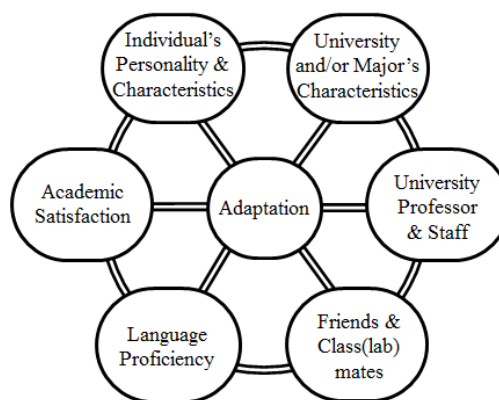 Individual's
Personality &
Characteristics
University
and/or Major's
Characteristics
Academic
Satisfaction
Adaptation
University
Professor
& Staff
Language
Proficiency
Friends &
Class(lab)
mates